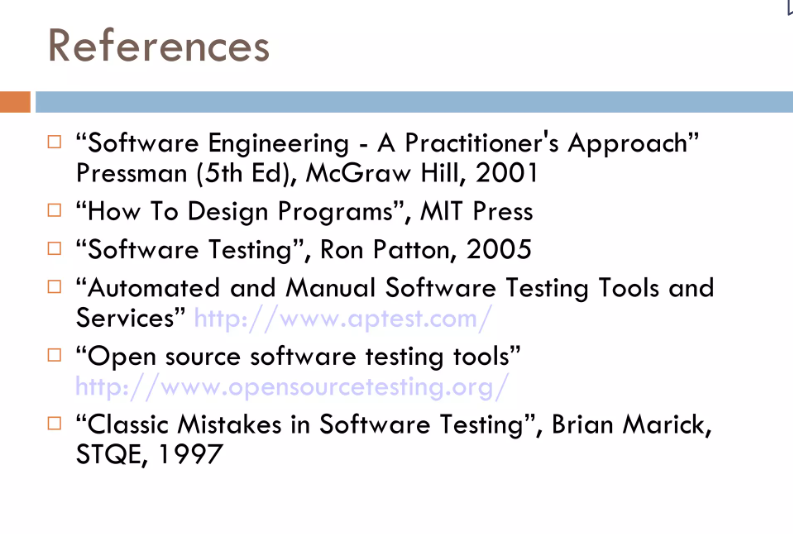 References
“Software Engineering - A Practitioner's Approach”
Pressman (5th Ed), McGraw Hill, 2001
“How To Design Programs”, MIT Press
“Software Testing”, Ron Patton, 2005
“Automated and Manual Software Testing Tools and
Services” http://www.aptest.com/
“Open source software testing tools”
http://www.opensourcetesting.org/
“Classic Mistakes in Software Testing”, Brian Marick,
STQE, 1997